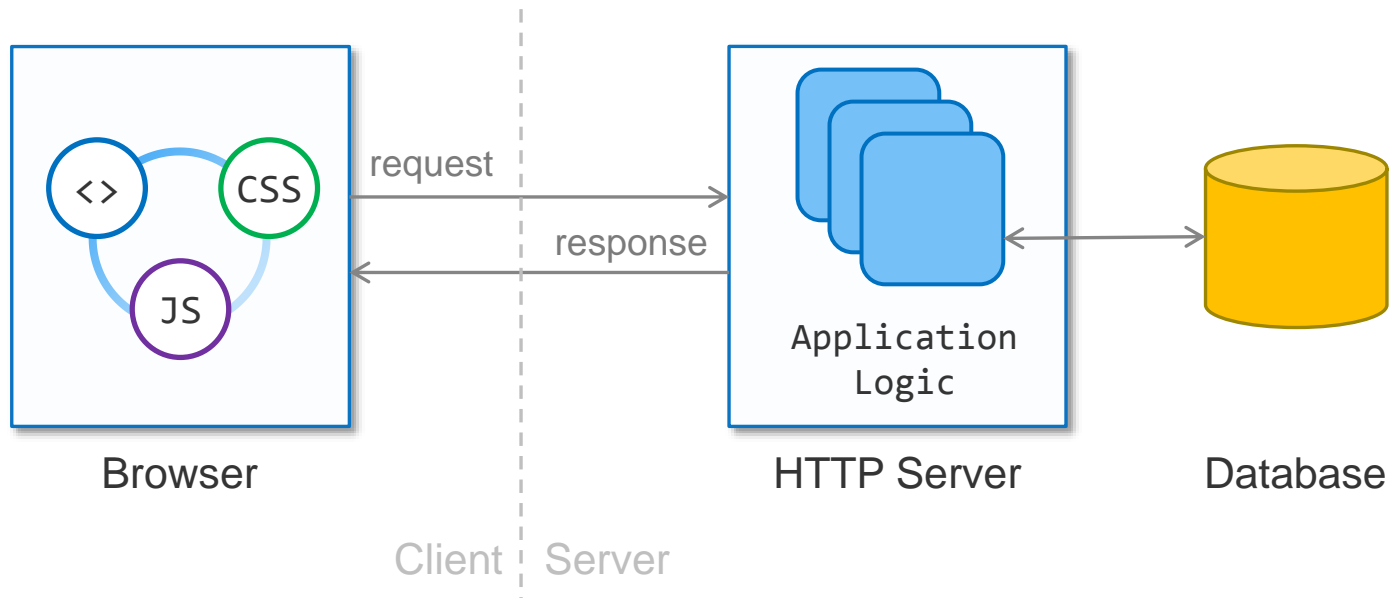 request
<>
CSS
response
JS
Application
Logic
Browser
HTTP Server
Database
Client
Server